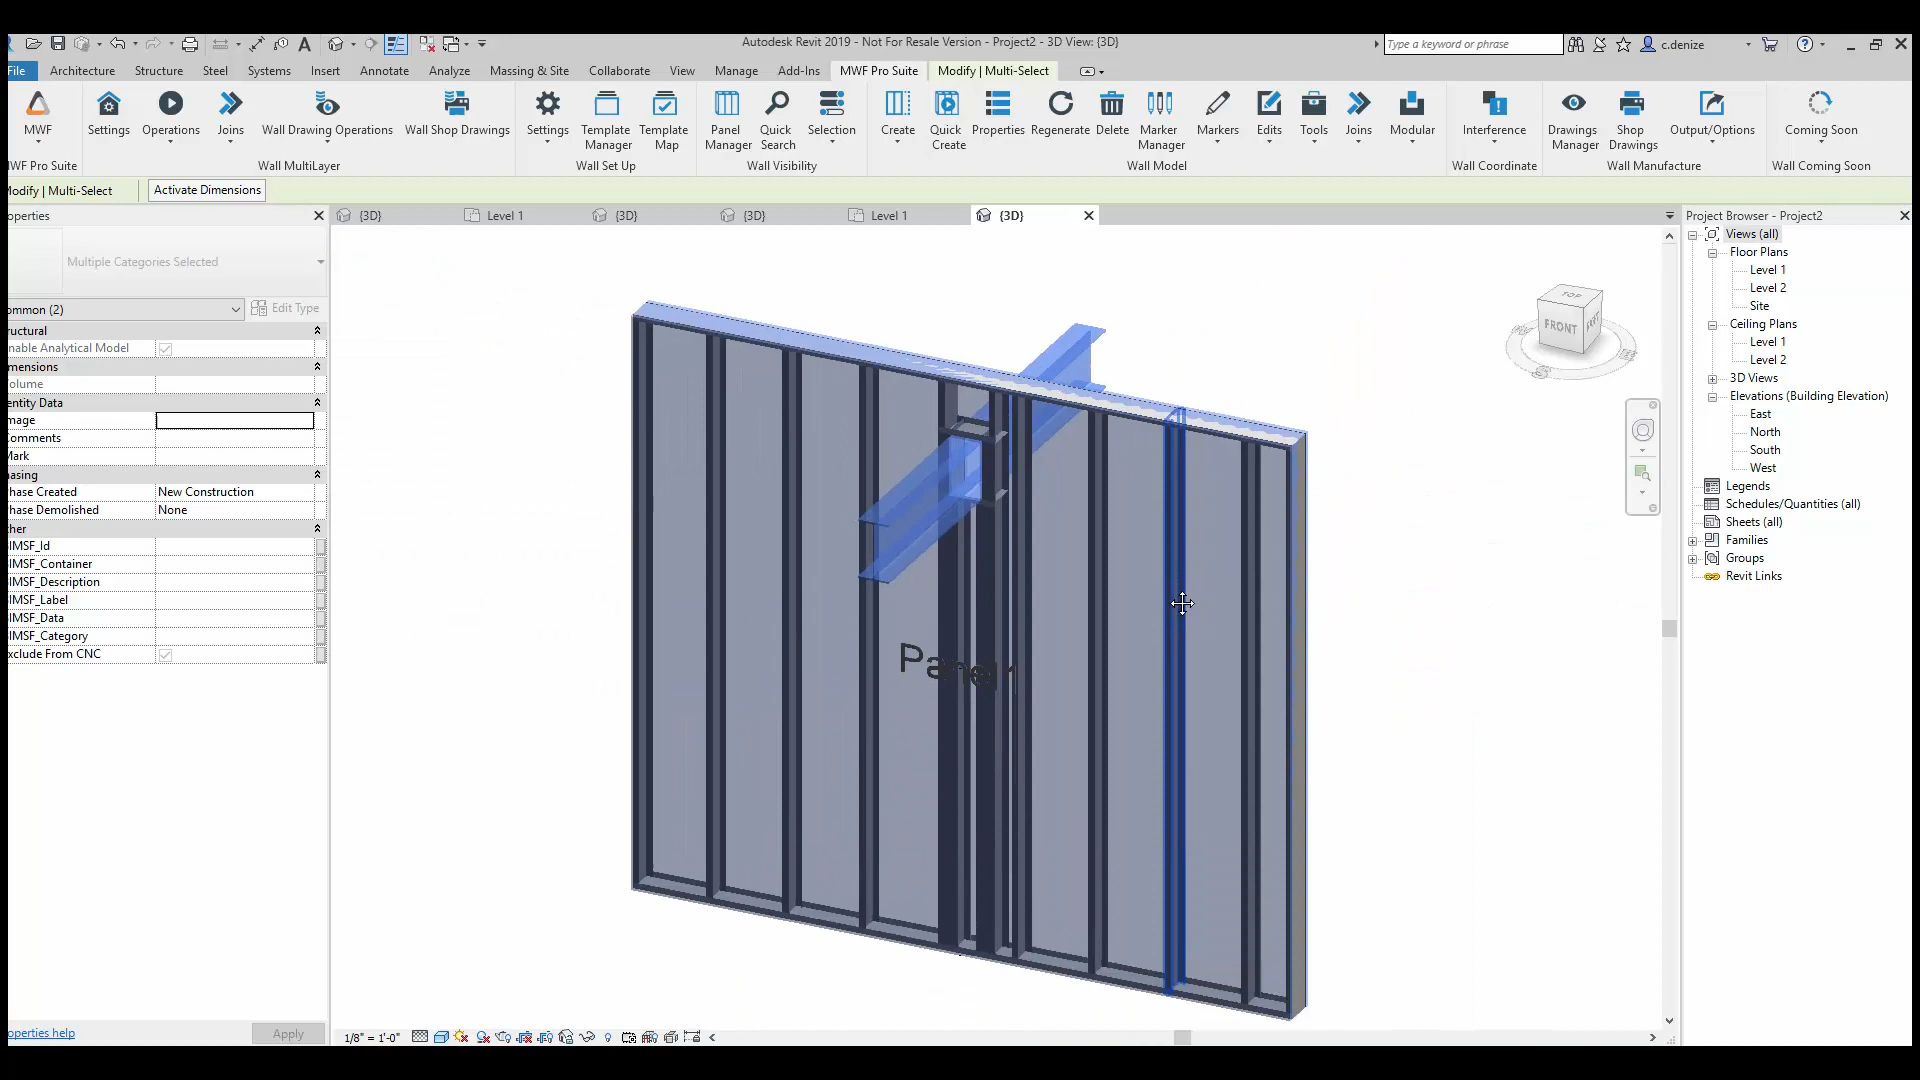 Autodesk Revit 2019 - Not For Resale Version - Project2 - 3D View: {3D}
Type a keyword or phrase
c.denize
File
Architecture
Structure
Steel
Systems
Insert
Annotate
Analyze
Massing & Site
Collaborate
View
Manage
Add-Ins
MWF Pro Suite
Modify | Multi-Select
MWF
Settings
Operations
Joins
Wall Drawing Operations
Wall Shop Drawings
Settings
Template Manager
Template Map
Panel Manager
Quick Search
Selection
Create
Quick Create
Properties
Regenerate
Delete
Marker Manager
Markers
Edits
Tools
Joins
Modular
Interference
Drawings Manager
Shop Drawings
Output/Options
Coming Soon
MWF Pro Suite
Wall MultiLayer
Wall Set Up
Wall Visibility
Wall Model
Wall Coordinate
Wall Manufacture
Wall Coming Soon
Modify | Multi-Select
Activate Dimensions
operties
{3D}
Level 1
{3D}
{3D}
Level 1
{3D}
Project Browser - Project2
Multiple Categories Selected
ommon (2)
Edit Type
ructural
nable Analytical Model
mensions
olume
entity Data
mage
omments
Mark
hasing
hase Created New Construction
hase Demolished None
ther
IMSF_Id
IMSF_Container
IMSF_Description
IMSF_Label
IMSF_Data
IMSF_Category
xclude From CNC
operties help
Apply
Panel 1
TOP
FRONT
1/8" = 1'-0"
Views (all)
Floor Plans
Level 1
Level 2
Site
Ceiling Plans
Level 1
Level 2
3D Views
Elevations (Building Elevation)
East
North
South
West
Legends
Schedules/Quantities (all)
Sheets (all)
Families
Groups
Revit Links